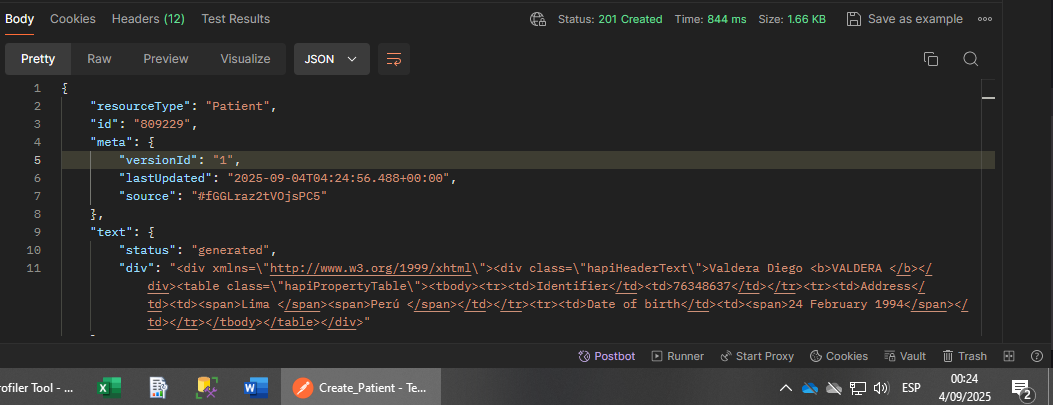 Body Cookies Headers (12) Test Results Status: 201 Created Time: 844 ms Size: 1.66 KB Save as example
Pretty Raw Preview Visualize JSON
1 {
2 "resourceType": "Patient",
3 "id": "809229",
4 "meta": {
5 "versionId": "1",
6 "lastUpdated": "2025-09-04T04:24:56.488+00:00",
7 "source": "#fGGLraz2tVOjsPC5"
8 },
9 "text": {
10 "status": "generated",
11 "div": "<div xmlns=\"http://www.w3.org/1999/xhtml\"><div class=\"hapiHeaderText\">Valdera Diego <b>VALDERA </b></
div><table class=\"hapiPropertyTable\"><tbody><tr><td>Identifier</td><td>76348637</td></tr><tr><td>Address</
td><td><span>Lima </span><span>Perú </span></td></tr><tr><td>Date of birth</td><td><span>24 February 1994</span></
td></tr></tbody></table></div>"
Postbot Runner Start Proxy Cookies Vault Trash
rofiler Tool - ... Create_Patient - Te... ESP 00:24
4/09/2025 2